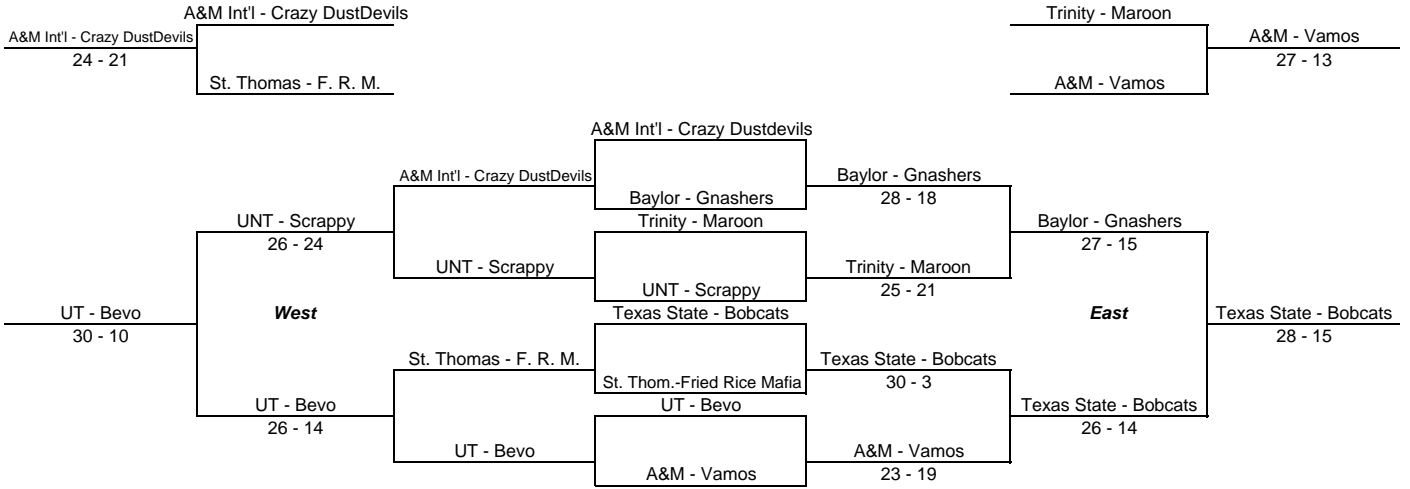 A&M Int'l - Crazy DustDevils
Trinity - Maroon
A&M Int'l - Crazy DustDevils
A&M - Vamos
24 - 21
27 - 13
St. Thomas - F. R. M.
A&M - Vamos
A&M Int'l - Crazy Dustdevils
A&M Int'l - Crazy DustDevils
Baylor - Gnashers
Baylor - Gnashers
28 - 18
UNT - Scrappy
Trinity - Maroon
Baylor - Gnashers
26 - 24
27 - 15
UNT - Scrappy
Trinity - Maroon
UNT - Scrappy
25 - 21
UT - Bevo
West
Texas State - Bobcats
East
Texas State - Bobcats
30 - 10
28 - 15
St. Thomas - F. R. M.
Texas State - Bobcats
St. Thom.-Fried Rice Mafia
30 - 3
UT - Bevo
UT - Bevo
Texas State - Bobcats
26 - 14
26 - 14
UT - Bevo
A&M - Vamos
A&M - Vamos
23 - 19